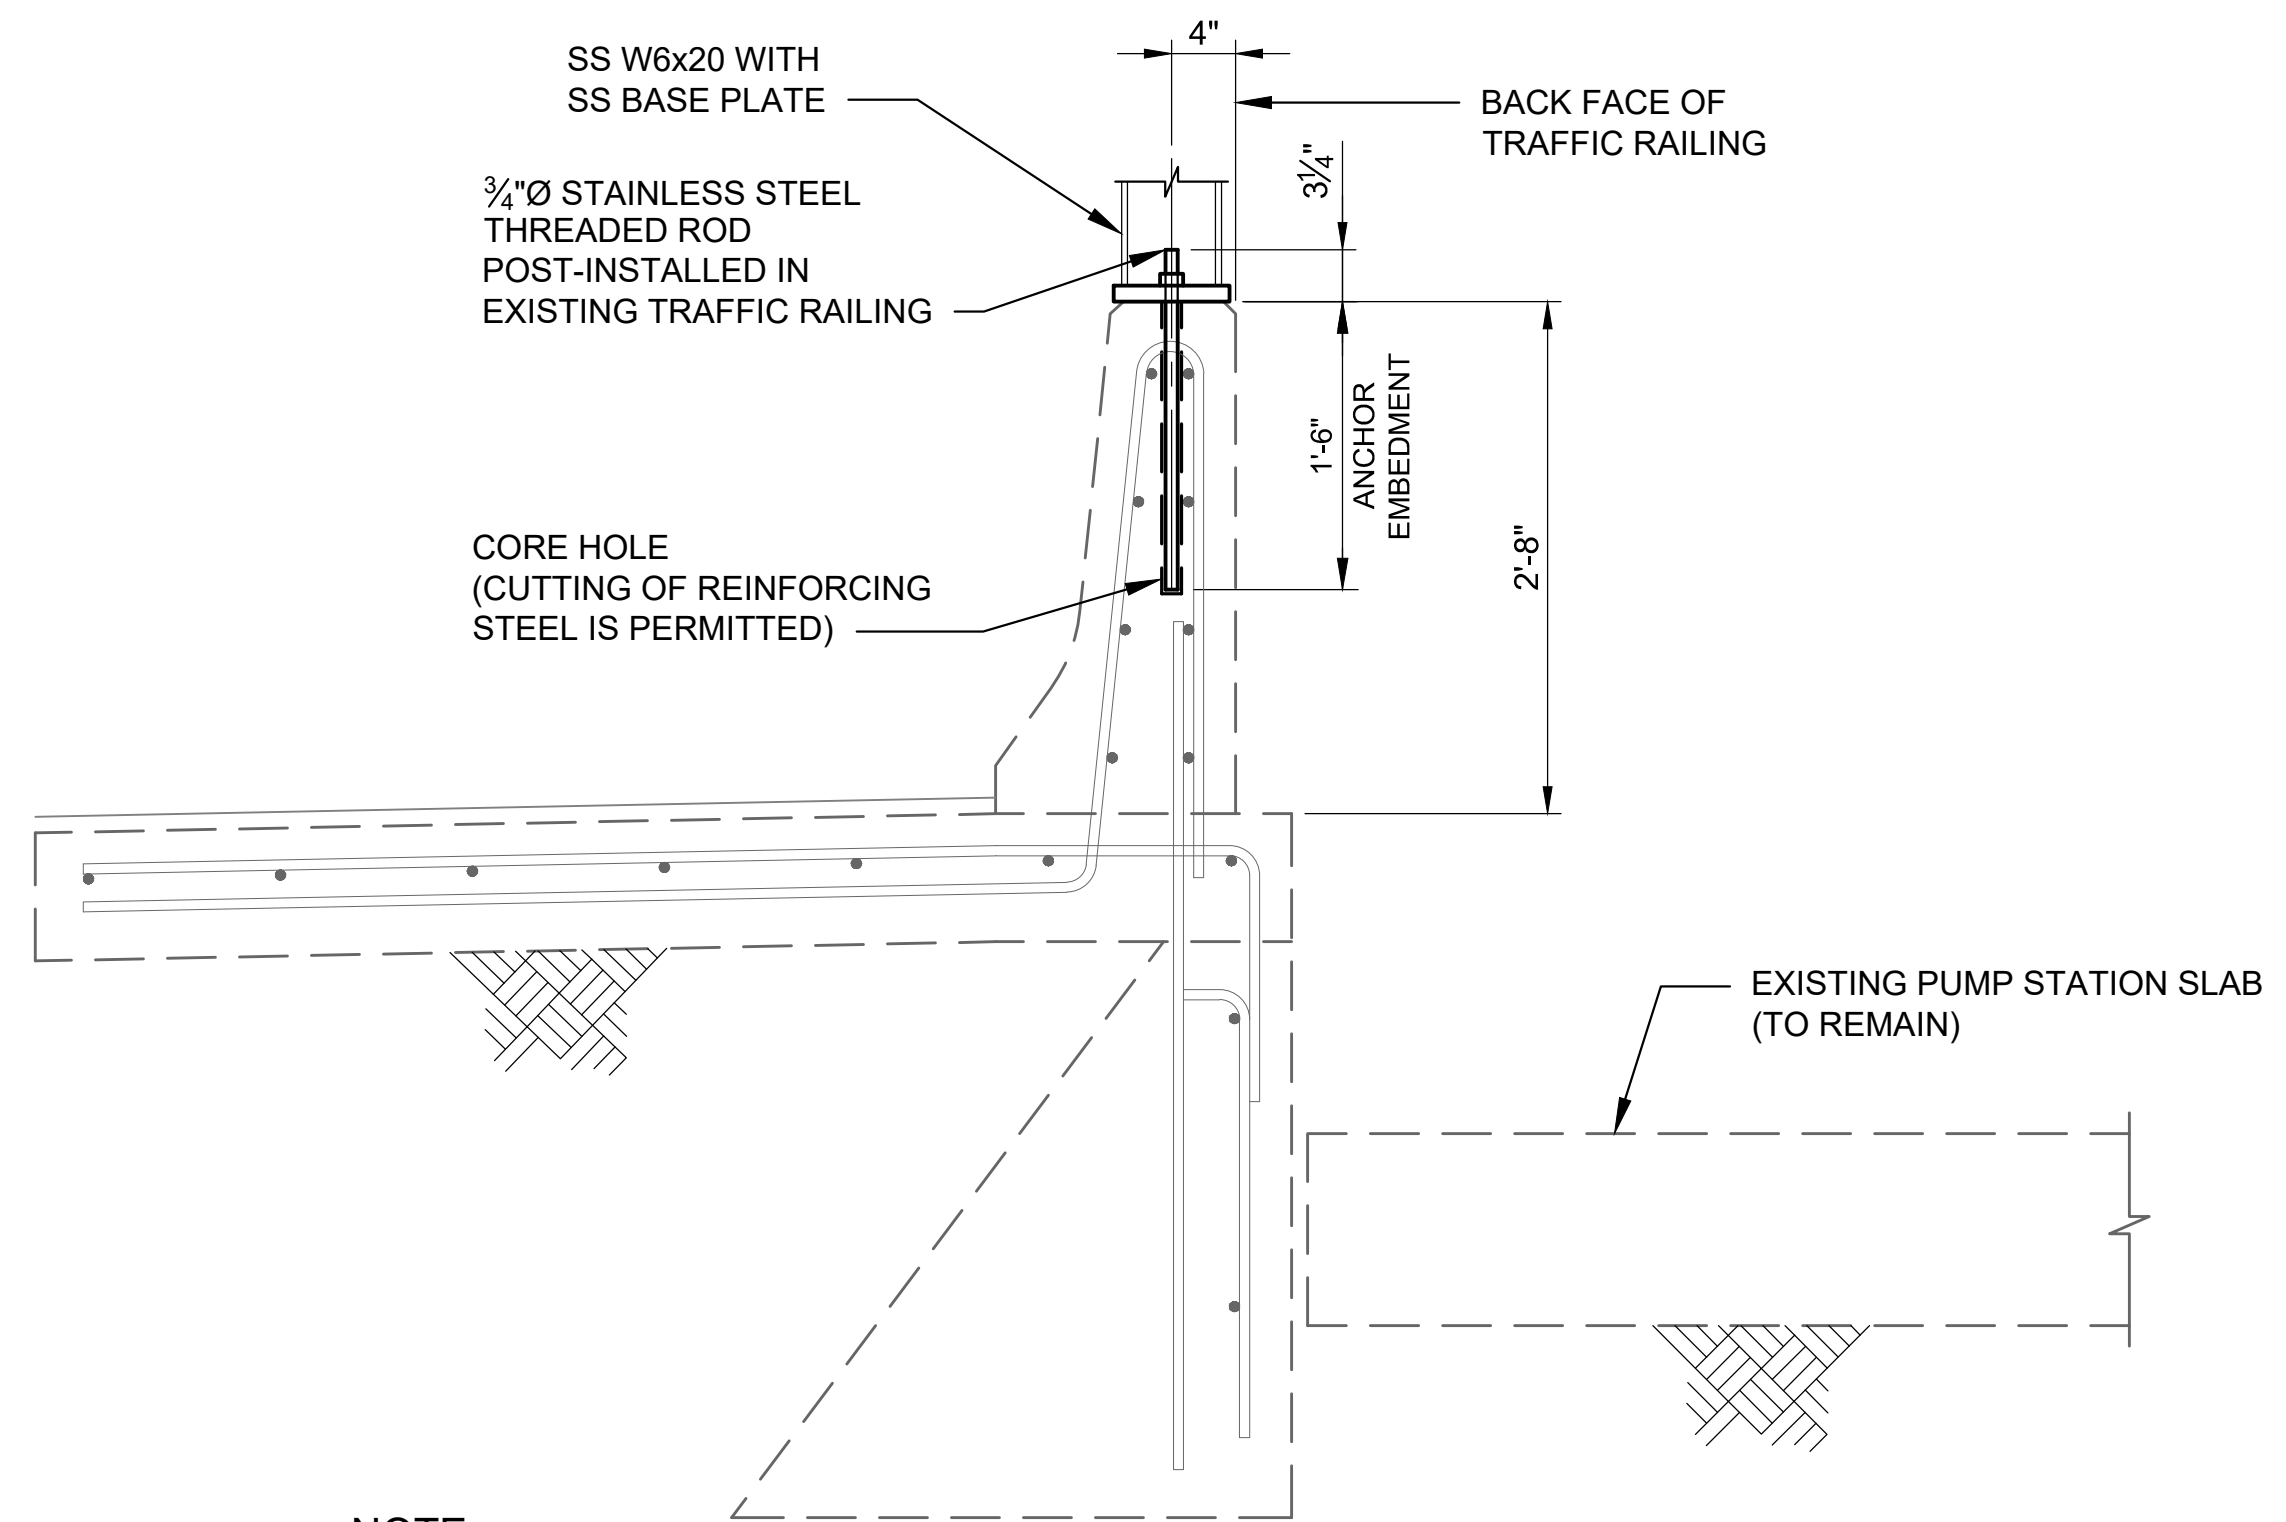 4"
SS W6x20 WITH
SS BASE PLATE
BACK FACE OF
TRAFFIC RAILING
3¼"
¾"Ø STAINLESS STEEL
THREADED ROD
POST-INSTALLED IN
EXISTING TRAFFIC RAILING
1'-6"
ANCHOR
EMBEDMENT
2'-8"
CORE HOLE
(CUTTING OF REINFORCING
STEEL IS PERMITTED)
EXISTING PUMP STATION SLAB
(TO REMAIN)
NOTE